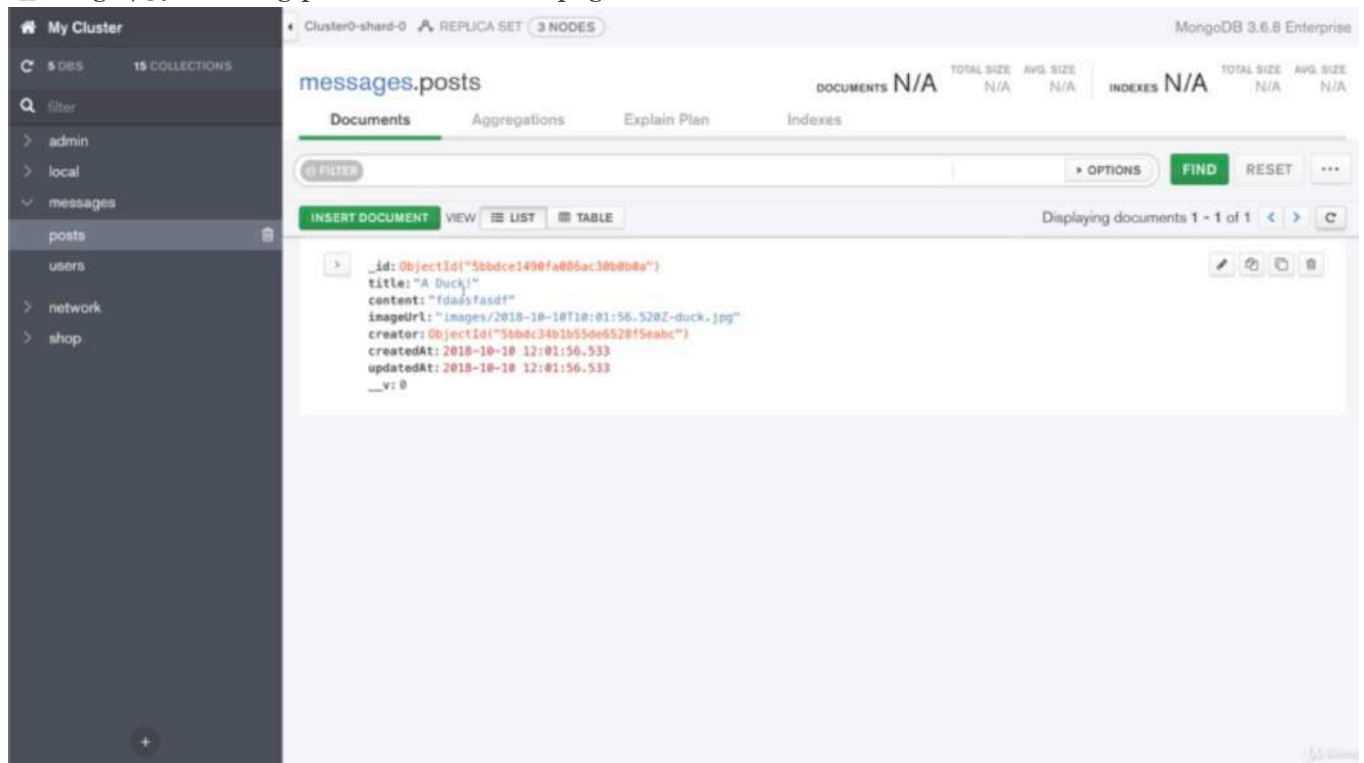 My Cluster
5 DBS 15 COLLECTIONS
filter
admin
local
messages
posts
users
network
shop
Cluster0-shard-0 REPLICA SET 3 NODES
MongoDB 3.6.8 Enterprise
messages.posts
DOCUMENTS N/A TOTAL SIZE N/A AVG. SIZE N/A INDEXES N/A TOTAL SIZE N/A AVG. SIZE N/A
Documents Aggregations Explain Plan Indexes
FILTER OPTIONS FIND RESET ...
INSERT DOCUMENT VIEW LIST TABLE Displaying documents 1 - 1 of 1
_id: ObjectId("5bbdce1490fa086ac30b0b0a")
title: "A Duck!"
content: "fdaasfasdf"
imageUrl: "images/2018-10-10T10:01:56.520Z-duck.jpg"
creator: ObjectId("5bbdc34b1b55de6528f5eabc")
createdAt: 2018-10-10 12:01:56.533
updatedAt: 2018-10-10 12:01:56.533
__v: 0